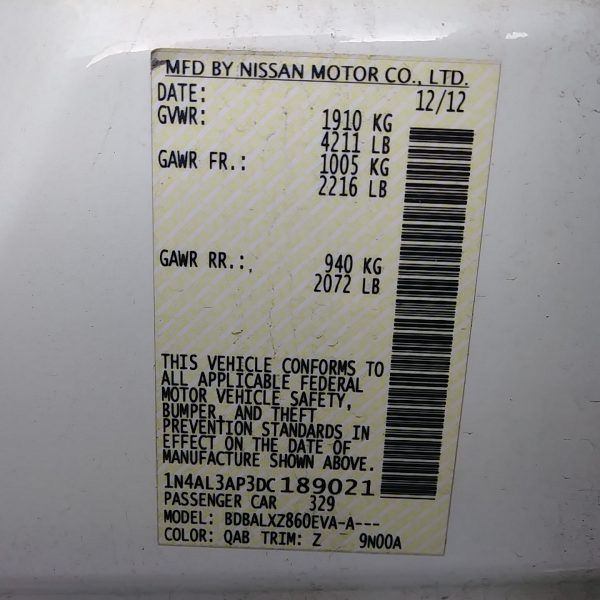 MFD BY NISSAN MOTOR CO., LTD.
DATE: 12/12
GVWR: 1910 KG
4211 LB
GAWR FR.: 1005 KG
2216 LB
GAWR RR.: 940 KG
2072 LB
THIS VEHICLE CONFORMS TO
ALL APPLICABLE FEDERAL
MOTOR VEHICLE SAFETY,
BUMPER, AND THEFT
PREVENTION STANDARDS IN
EFFECT ON THE DATE OF
MANUFACTURE SHOWN ABOVE.
1N4AL3AP3DC189021
PASSENGER CAR 329
MODEL: BDBALXZ860EVA-A---
COLOR: QAB TRIM: Z 9N00A